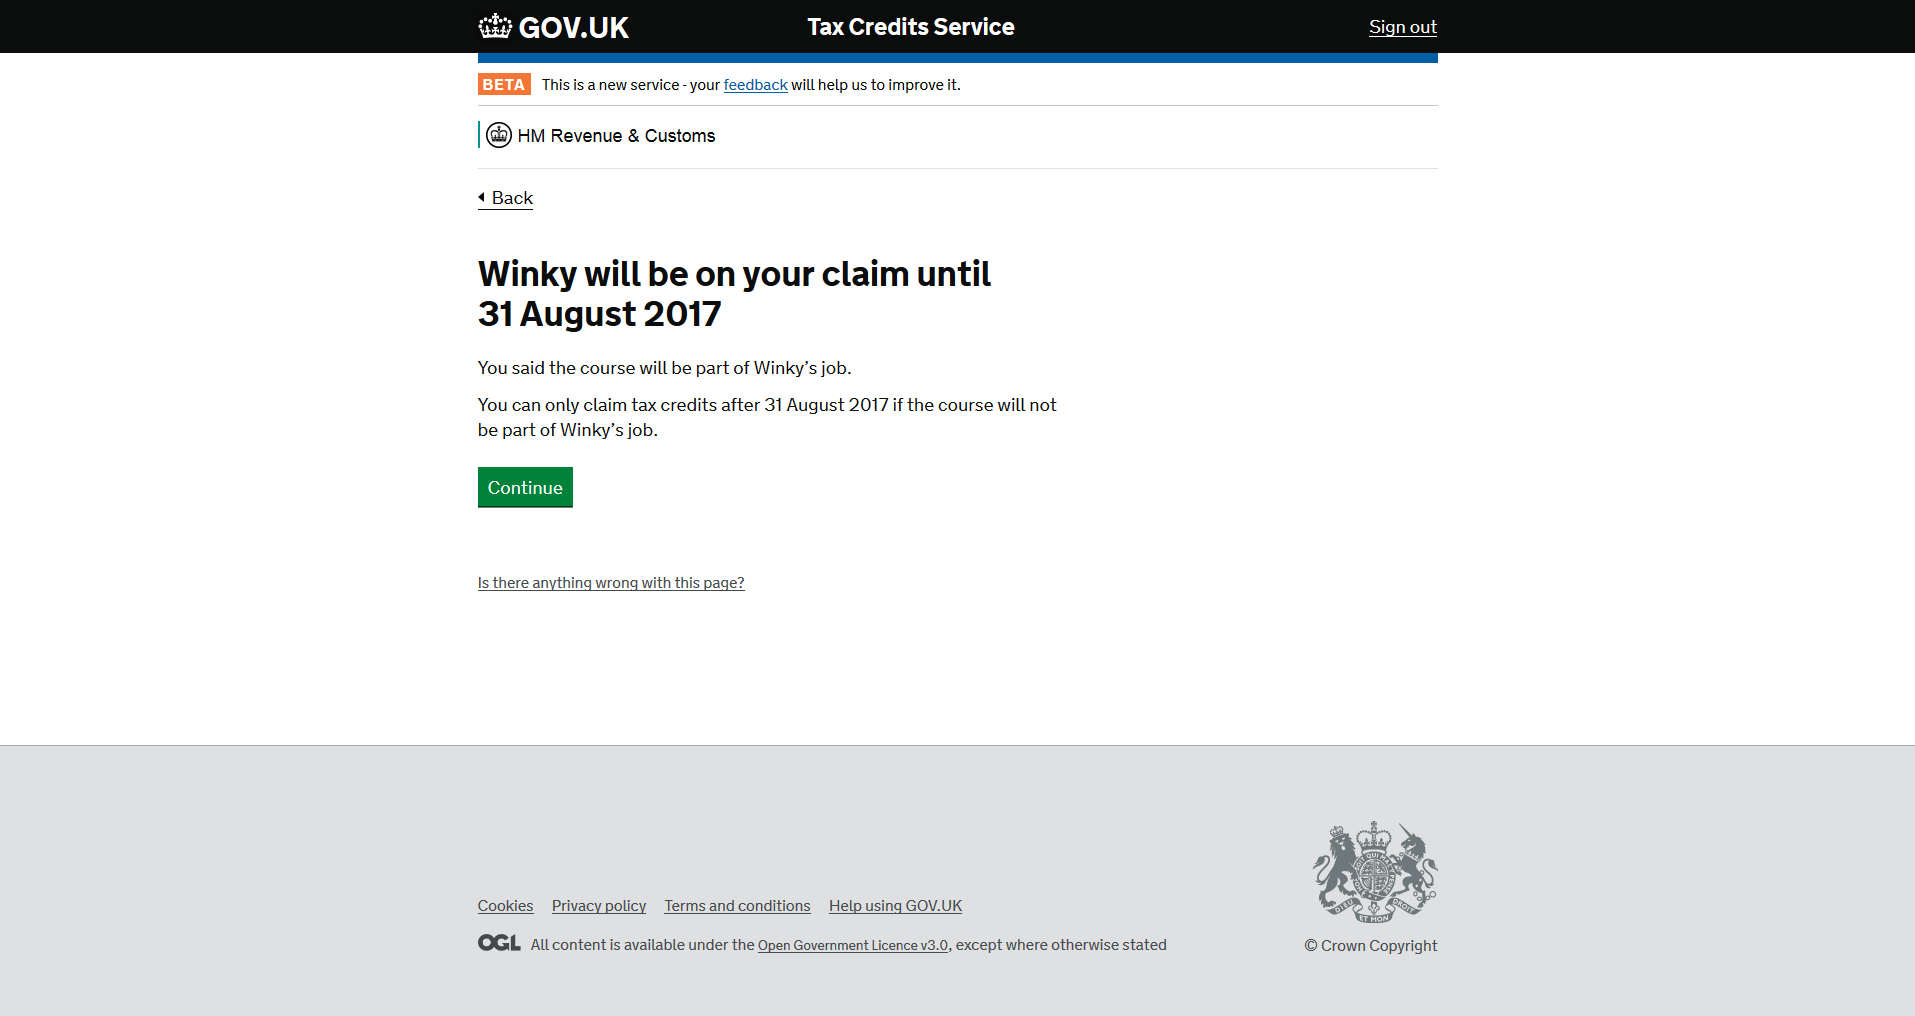 GOV.UK
Tax Credits Service
Sign out
BETA This is a new service - your feedback will help us to improve it.
HM Revenue & Customs
Back
Winky will be on your claim until
31 August 2017
You said the course will be part of Winky’s job.
You can only claim tax credits after 31 August 2017 if the course will not
be part of Winky’s job.
Continue
Is there anything wrong with this page?
Cookies Privacy policy Terms and conditions Help using GOV.UK
OGL All content is available under the Open Government Licence v3.0, except where otherwise stated
DIEU ET MON DROIT
© Crown Copyright